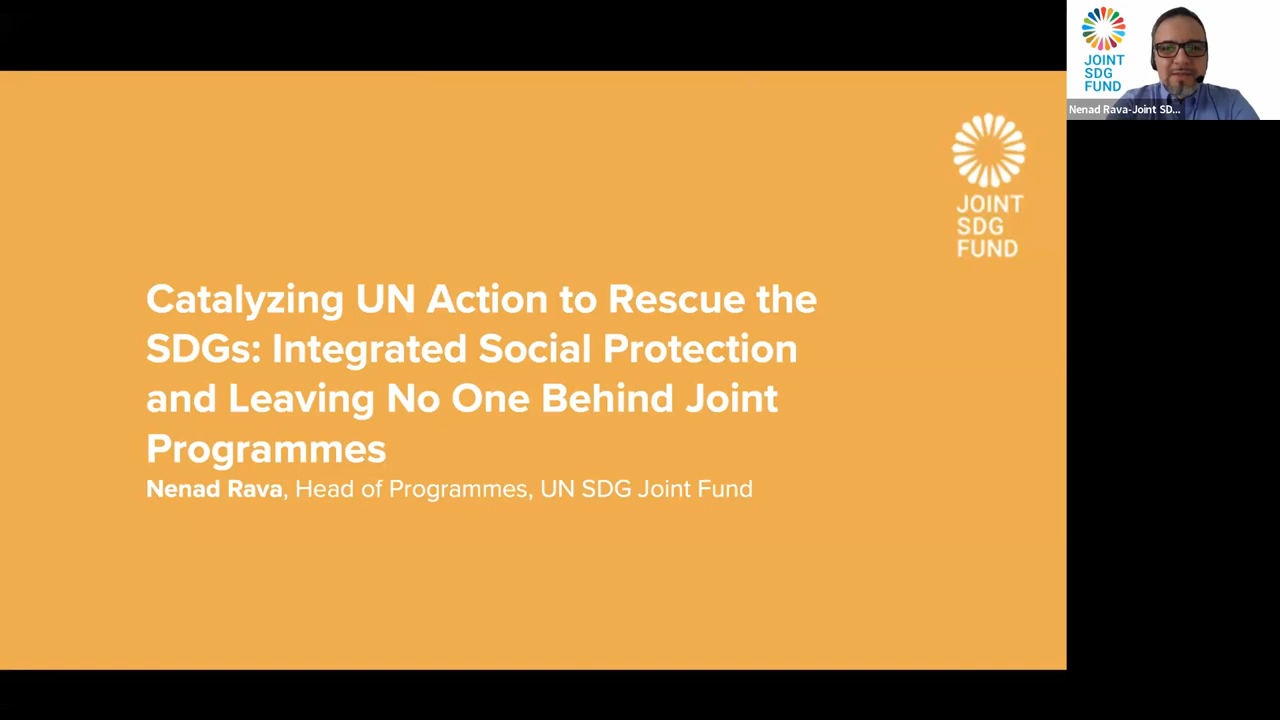 JOINT
SDG
FUND
Nenad Rava-Joint SD...
JOINT
SDG
FUND
Catalyzing UN Action to Rescue the
SDGs: Integrated Social Protection
and Leaving No One Behind Joint
Programmes
Nenad Rava, Head of Programmes, UN SDG Joint Fund